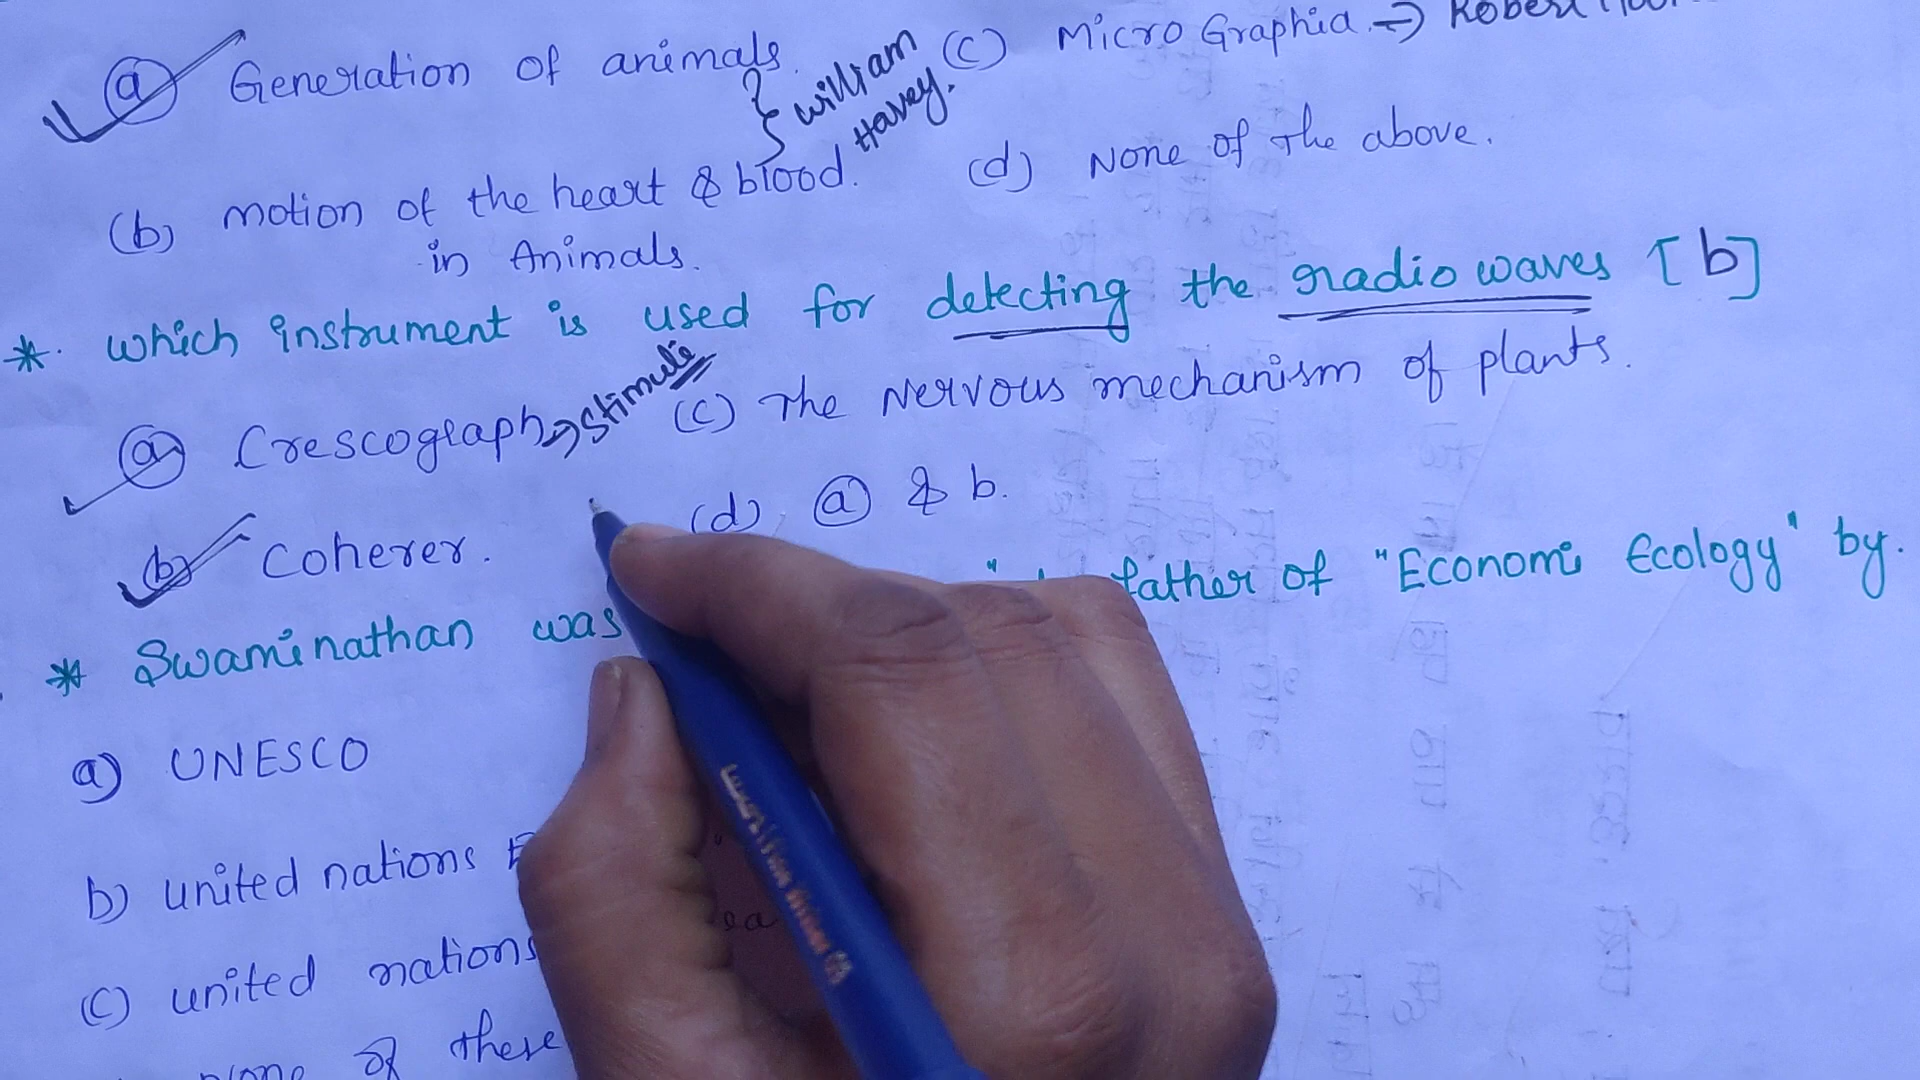 (a) Generation of animals.
} William Harvey.
(c) Micro Graphia → Robert
(b) motion of the heart & blood.
in Animals.
(d) None of the above.
* which instrument is used for detecting the radio waves [b]
(a) Crescograph → Stimuli
(c) The Nervous mechanism of plants.
(b) Coherer.
(d) (a) & b.
* Swaminathan was father of "Economi Ecology" by.
a) UNESCO
b) united nations
(c) united nations
none of these